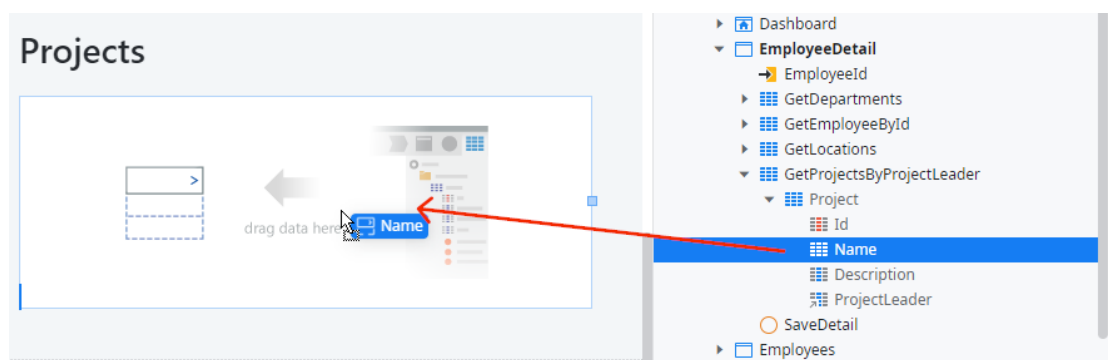 Projects
drag data here
Name
Dashboard
EmployeeDetail
EmployeeId
GetDepartments
GetEmployeeById
GetLocations
GetProjectsByProjectLeader
Project
Id
Name
Description
ProjectLeader
SaveDetail
Employees